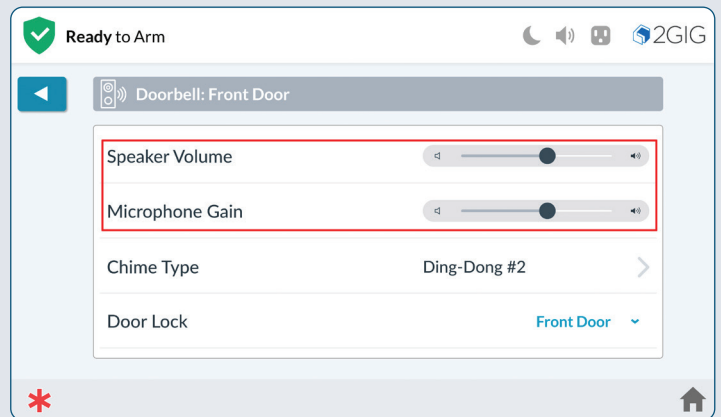 Ready to Arm
2GIG
Doorbell: Front Door
Speaker Volume
Microphone Gain
Chime Type Ding-Dong #2
Door Lock Front Door